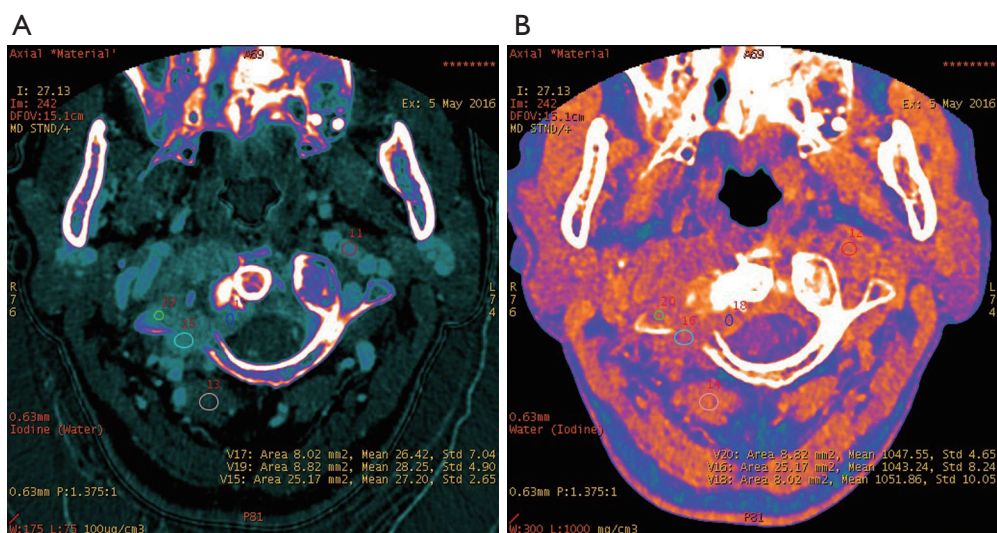 A
Axial *Material'
A69
********
I: 27.13
Im: 242
DFOV:15.1cm
MD STND/+
Ex: 5 May 2016
11
R
7
6
L
7
4
19
15
13
0.63mm
Iodine (Water)
V17: Area 8.02 mm2, Mean 26.42, Std 7.04
V19: Area 8.82 mm2, Mean 28.25, Std 4.90
V15: Area 25.17 mm2, Mean 27.20, Std 2.65
0.63mm P:1.375:1
P81
W:175 L:75 100ug/cm3
B
Axial *Material
A69
********
I: 27.13
Im: 242
DFOV:15.1cm
MD STND/+
Ex: 5 May 2016
12
R
7
6
L
7
4
20
18
16
0.63mm
Water (Iodine)
V20: Area 8.82 mm2, Mean 1047.55, Std 4.65
V16: Area 25.17 mm2, Mean 1043.24, Std 8.24
V18: Area 8.02 mm2, Mean 1051.86, Std 10.05
0.63mm P:1.375:1
P81
W:300 L:1000 mg/cm3